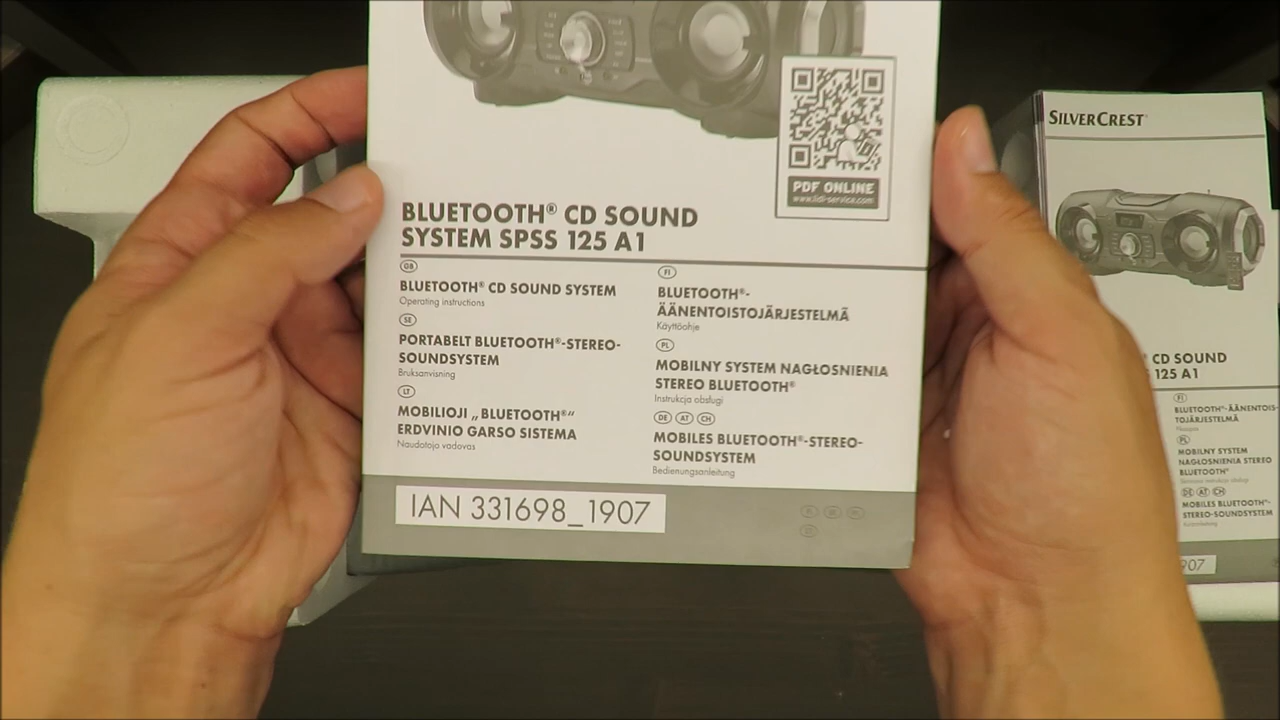 PDF ONLINE
www.lidl-service.com
BLUETOOTH® CD SOUND
SYSTEM SPSS 125 A1
GB
BLUETOOTH® CD SOUND SYSTEM
Operating instructions
SE
PORTABELT BLUETOOTH®-STEREO-
SOUNDSYSTEM
Bruksanvisning
LT
MOBILIOJI „BLUETOOTH®“
ERDVINIO GARSO SISTEMA
Naudotojo vadovas
FI
BLUETOOTH®-
ÄÄNENTOISTOJÄRJESTELMÄ
Käyttöohje
PL
MOBILNY SYSTEM NAGŁOSNIENIA
STEREO BLUETOOTH®
Instrukcja obsługi
DE AT CH
MOBILES BLUETOOTH®-STEREO-
SOUNDSYSTEM
Bedienungsanleitung
IAN 331698_1907
SILVERCREST®
CD SOUND
125 A1
FI
BLUETOOTH®-ÄÄNENTOIS-
TOJÄRJESTELMÄ
PL
MOBILNY SYSTEM
NAGŁOSNIENIA STEREO
BLUETOOTH®
DE AT CH
MOBILES BLUETOOTH®-
STEREO-SOUNDSYSTEM
907